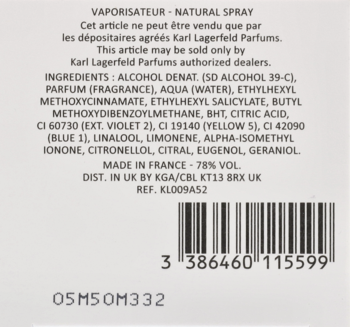 VAPORISATEUR - NATURAL SPRAY
Cet article ne peut être vendu que par
les dépositaires agréés Karl Lagerfeld Parfums.
This article may be sold only by
Karl Lagerfeld Parfums authorized dealers.
INGREDIENTS : ALCOHOL DENAT. (SD ALCOHOL 39-C),
PARFUM (FRAGRANCE), AQUA (WATER), ETHYLHEXYL
METHOXYCINNAMATE, ETHYLHEXYL SALICYLATE, BUTYL
METHOXYDIBENZOYLMETHANE, BHT, CITRIC ACID,
CI 60730 (EXT. VIOLET 2), CI 19140 (YELLOW 5), CI 42090
(BLUE 1), LINALOOL, LIMONENE, ALPHA-ISOMETHYL
IONONE, CITRONELLOL, CITRAL, EUGENOL, GERANIOL.
MADE IN FRANCE - 78% VOL.
DIST. IN UK BY KGA/CBL KT13 8RX UK
REF. KL009A52
3 386460 115599
05M50M332